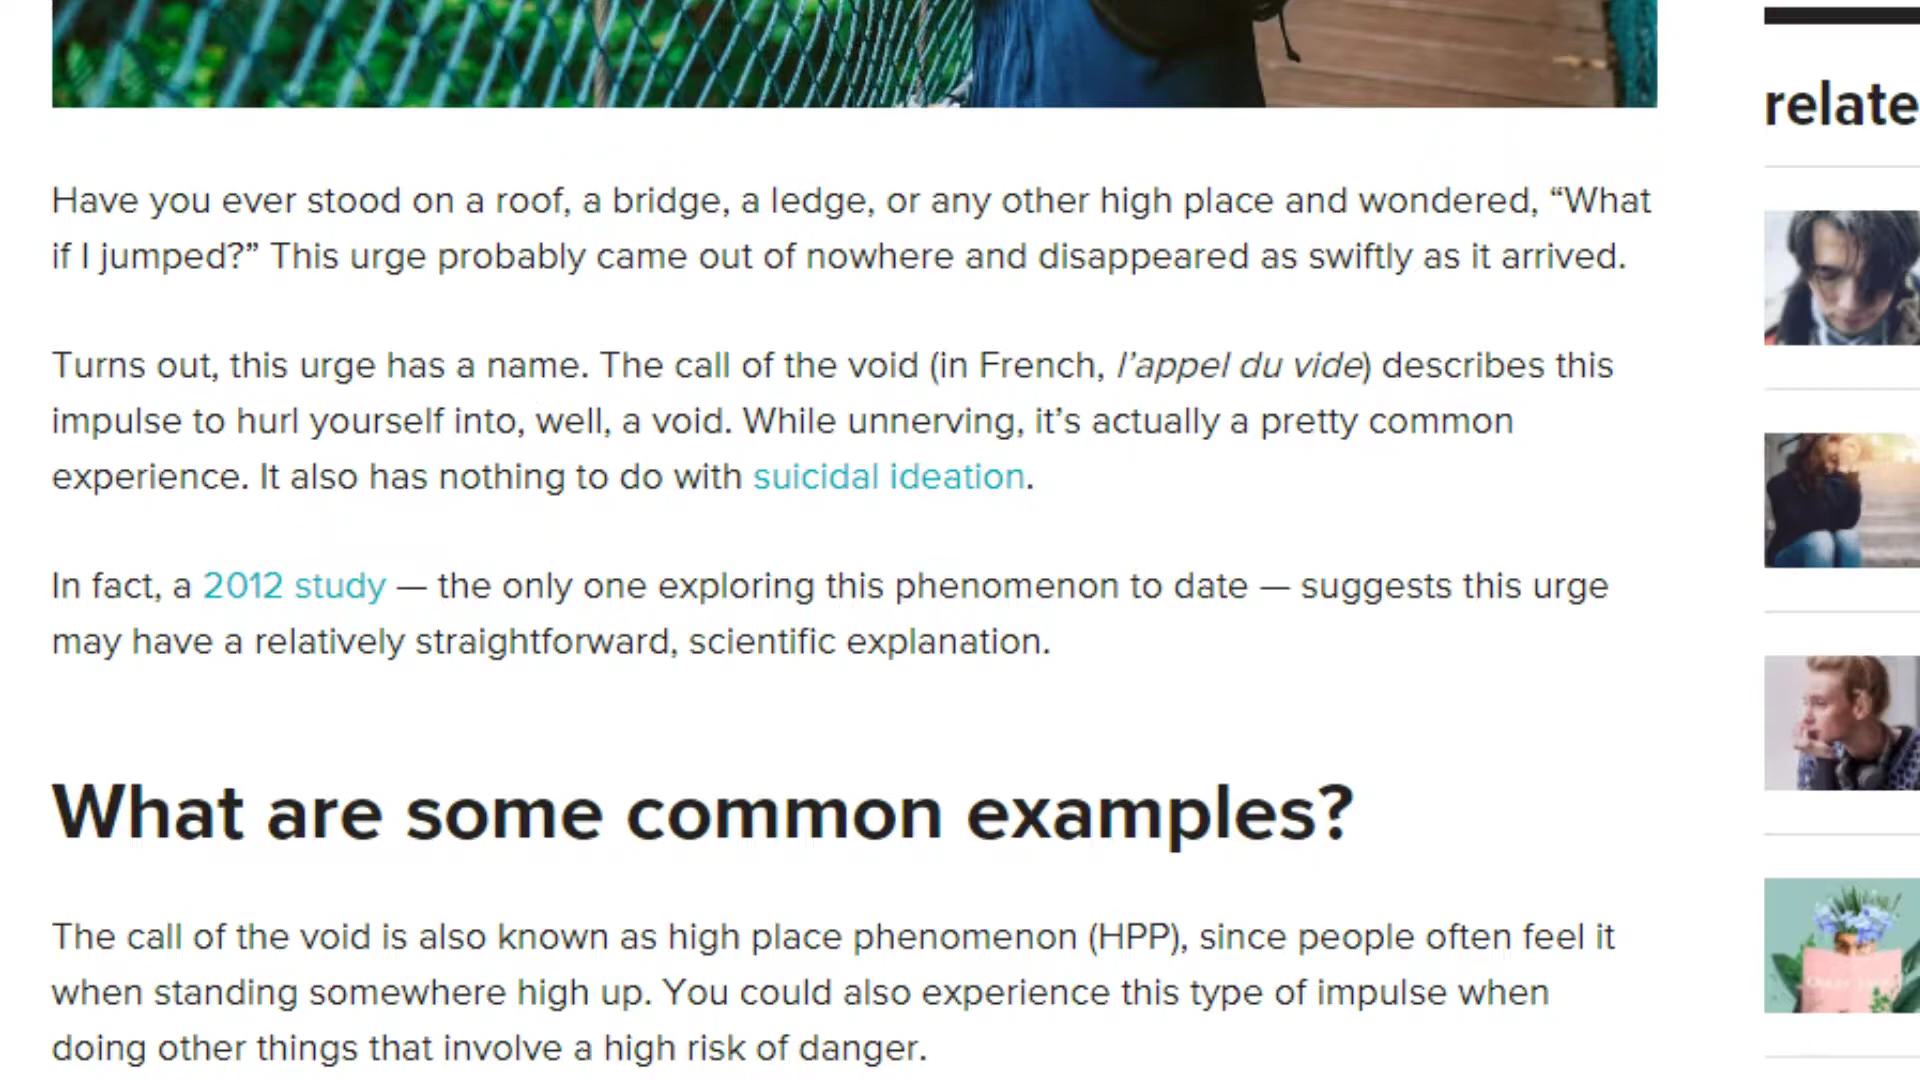 Have you ever stood on a roof, a bridge, a ledge, or any other high place and wondered, “What
if I jumped?” This urge probably came out of nowhere and disappeared as swiftly as it arrived.
Turns out, this urge has a name. The call of the void (in French, l’appel du vide) describes this
impulse to hurl yourself into, well, a void. While unnerving, it’s actually a pretty common
experience. It also has nothing to do with suicidal ideation.
In fact, a 2012 study — the only one exploring this phenomenon to date — suggests this urge
may have a relatively straightforward, scientific explanation.
What are some common examples?
The call of the void is also known as high place phenomenon (HPP), since people often feel it
when standing somewhere high up. You could also experience this type of impulse when
doing other things that involve a high risk of danger.
relate